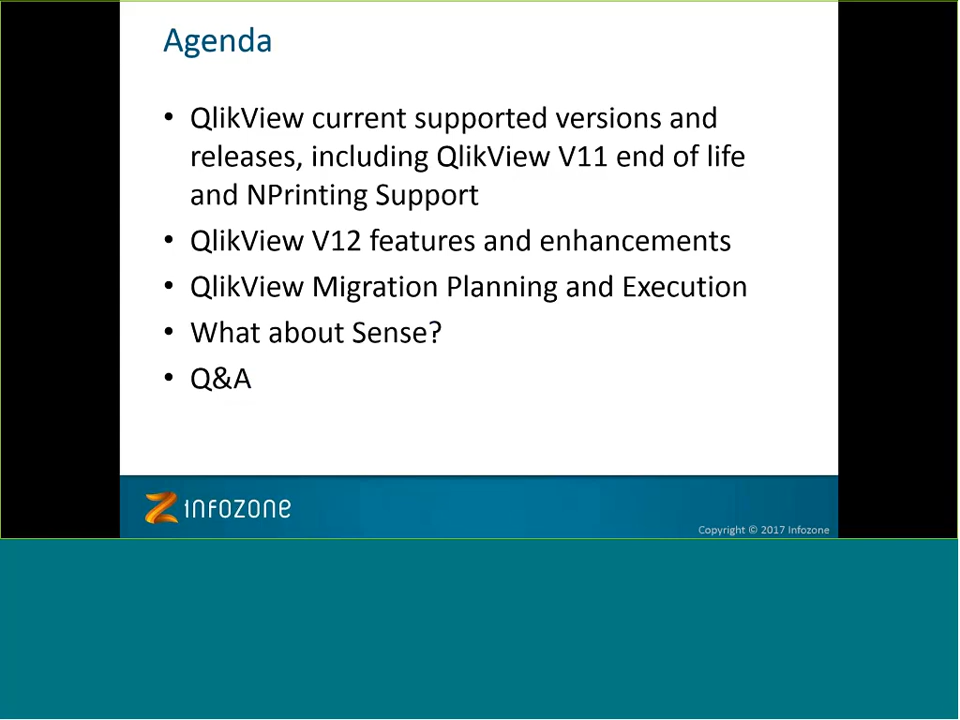 Agenda
• QlikView current supported versions and
releases, including QlikView V11 end of life
and NPrinting Support
• QlikView V12 features and enhancements
• QlikView Migration Planning and Execution
• What about Sense?
• Q&A
infozone
Copyright © 2017 Infozone